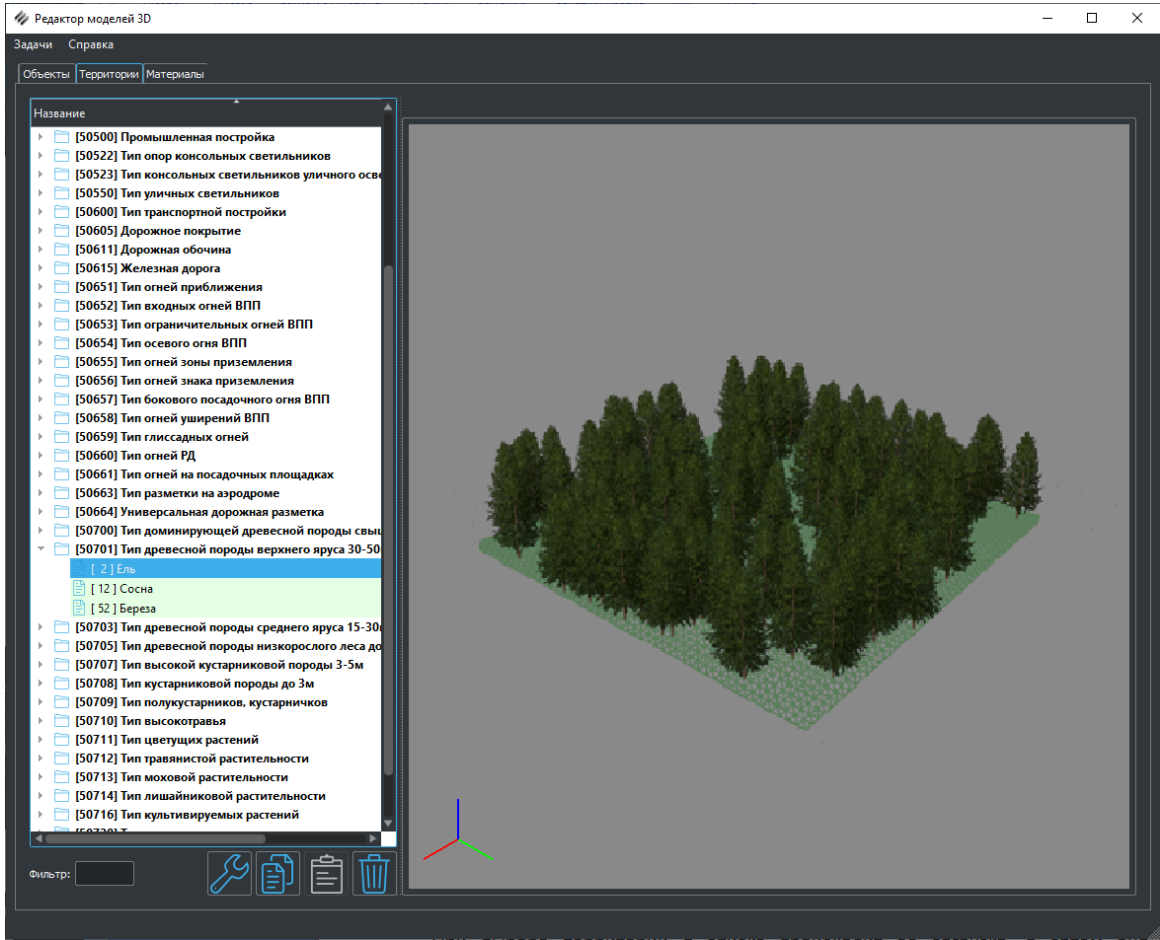 Редактор моделей 3D
Задачи Справка
Объекты Территории Материалы
Название
[50500] Промышленная постройка
[50522] Тип опор консольных светильников
[50523] Тип консольных светильников уличного осве
[50550] Тип уличных светильников
[50600] Тип транспортной постройки
[50605] Дорожное покрытие
[50611] Дорожная обочина
[50615] Железная дорога
[50651] Тип огней приближения
[50652] Тип входных огней ВПП
[50653] Тип ограничительных огней ВПП
[50654] Тип осевого огня ВПП
[50655] Тип огней зоны приземления
[50656] Тип огней знака приземления
[50657] Тип бокового посадочного огня ВПП
[50658] Тип огней уширений ВПП
[50659] Тип глиссадных огней
[50660] Тип огней РД
[50661] Тип огней на посадочных площадках
[50663] Тип разметки на аэродроме
[50664] Универсальная дорожная разметка
[50700] Тип доминирующей древесной породы свыш
[50701] Тип древесной породы верхнего яруса 30-50
[ 2 ] Ель
[ 12 ] Сосна
[ 52 ] Береза
[50703] Тип древесной породы среднего яруса 15-30
[50705] Тип древесной породы низкорослого леса до
[50707] Тип высокой кустарниковой породы 3-5м
[50708] Тип кустарниковой породы до 3м
[50709] Тип полукустарников, кустарничков
[50710] Тип высокотравья
[50711] Тип цветущих растений
[50712] Тип травянистой растительности
[50713] Тип моховой растительности
[50714] Тип лишайниковой растительности
[50716] Тип культивируемых растений
Фильтр: